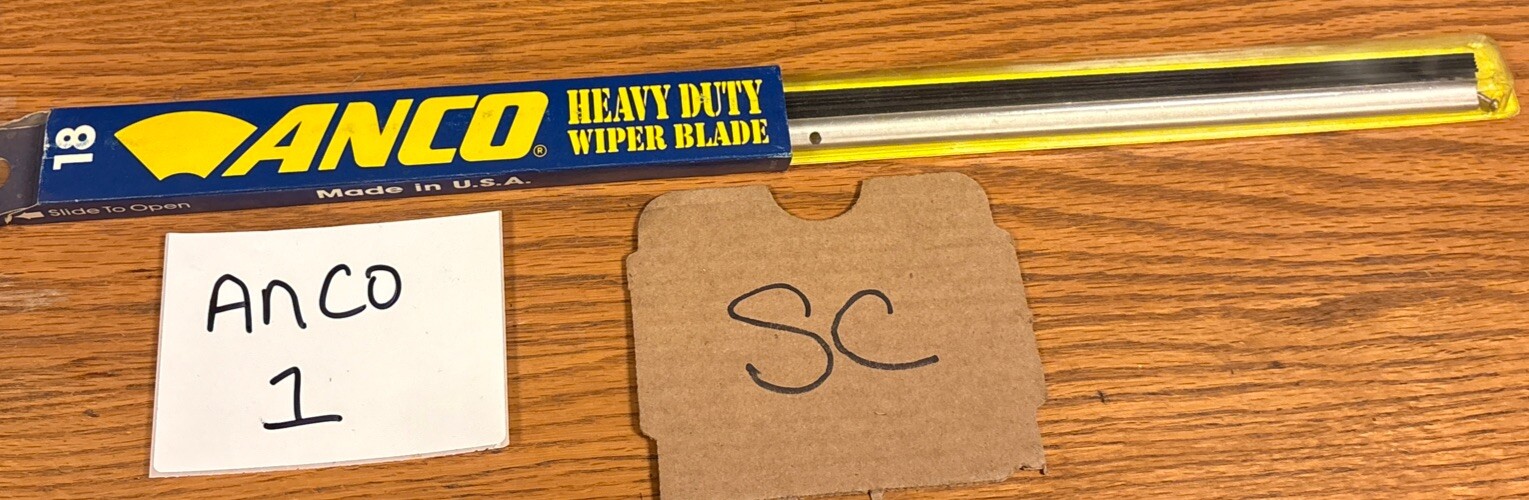 18
ANCO®
HEAVY DUTY
WIPER BLADE
Made in U.S.A.
Slide To Open
ANCO
1
SC